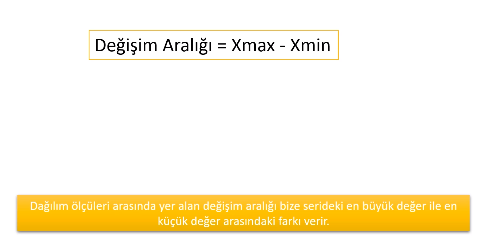 Değişim Aralığı = Xmax - Xmin
Dağılım ölçüleri arasında yer alan değişim aralığı bize serideki en büyük değer ile en
küçük değer arasındaki farkı verir.